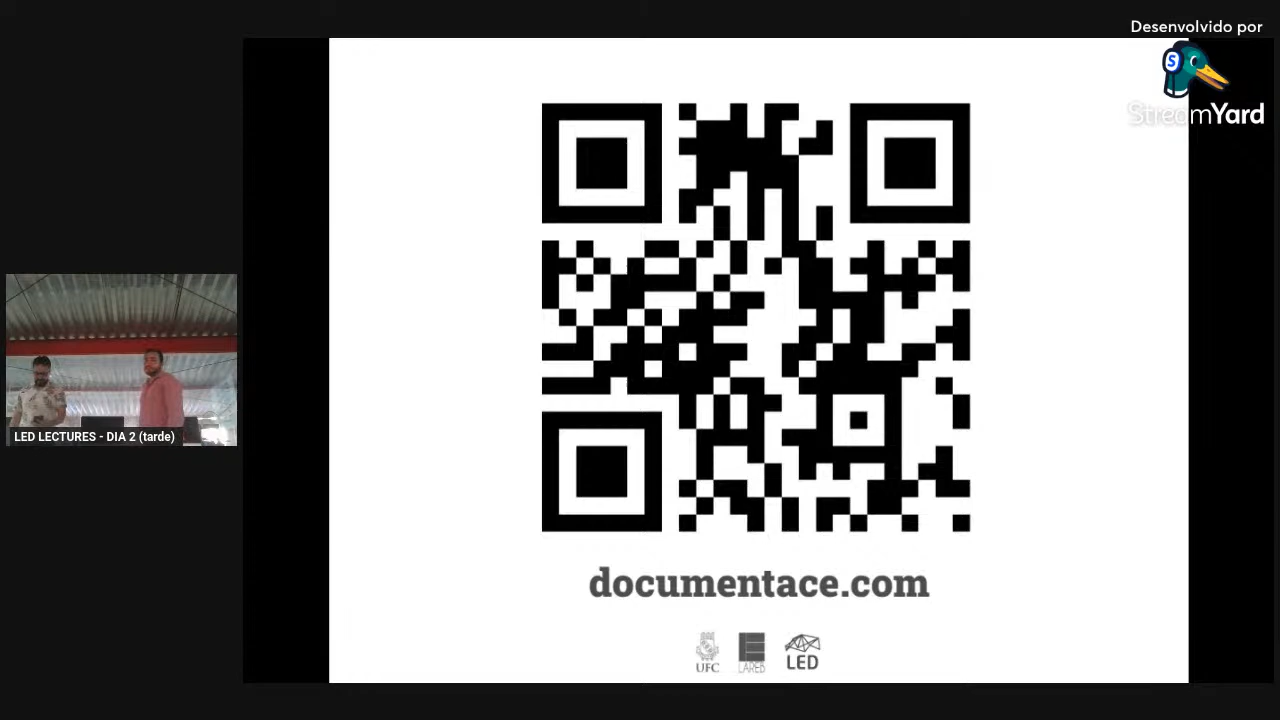 Desenvolvido por
StreamYard
documentace.com
UFC
LAREB
LED
LED LECTURES - DIA 2 (tarde)